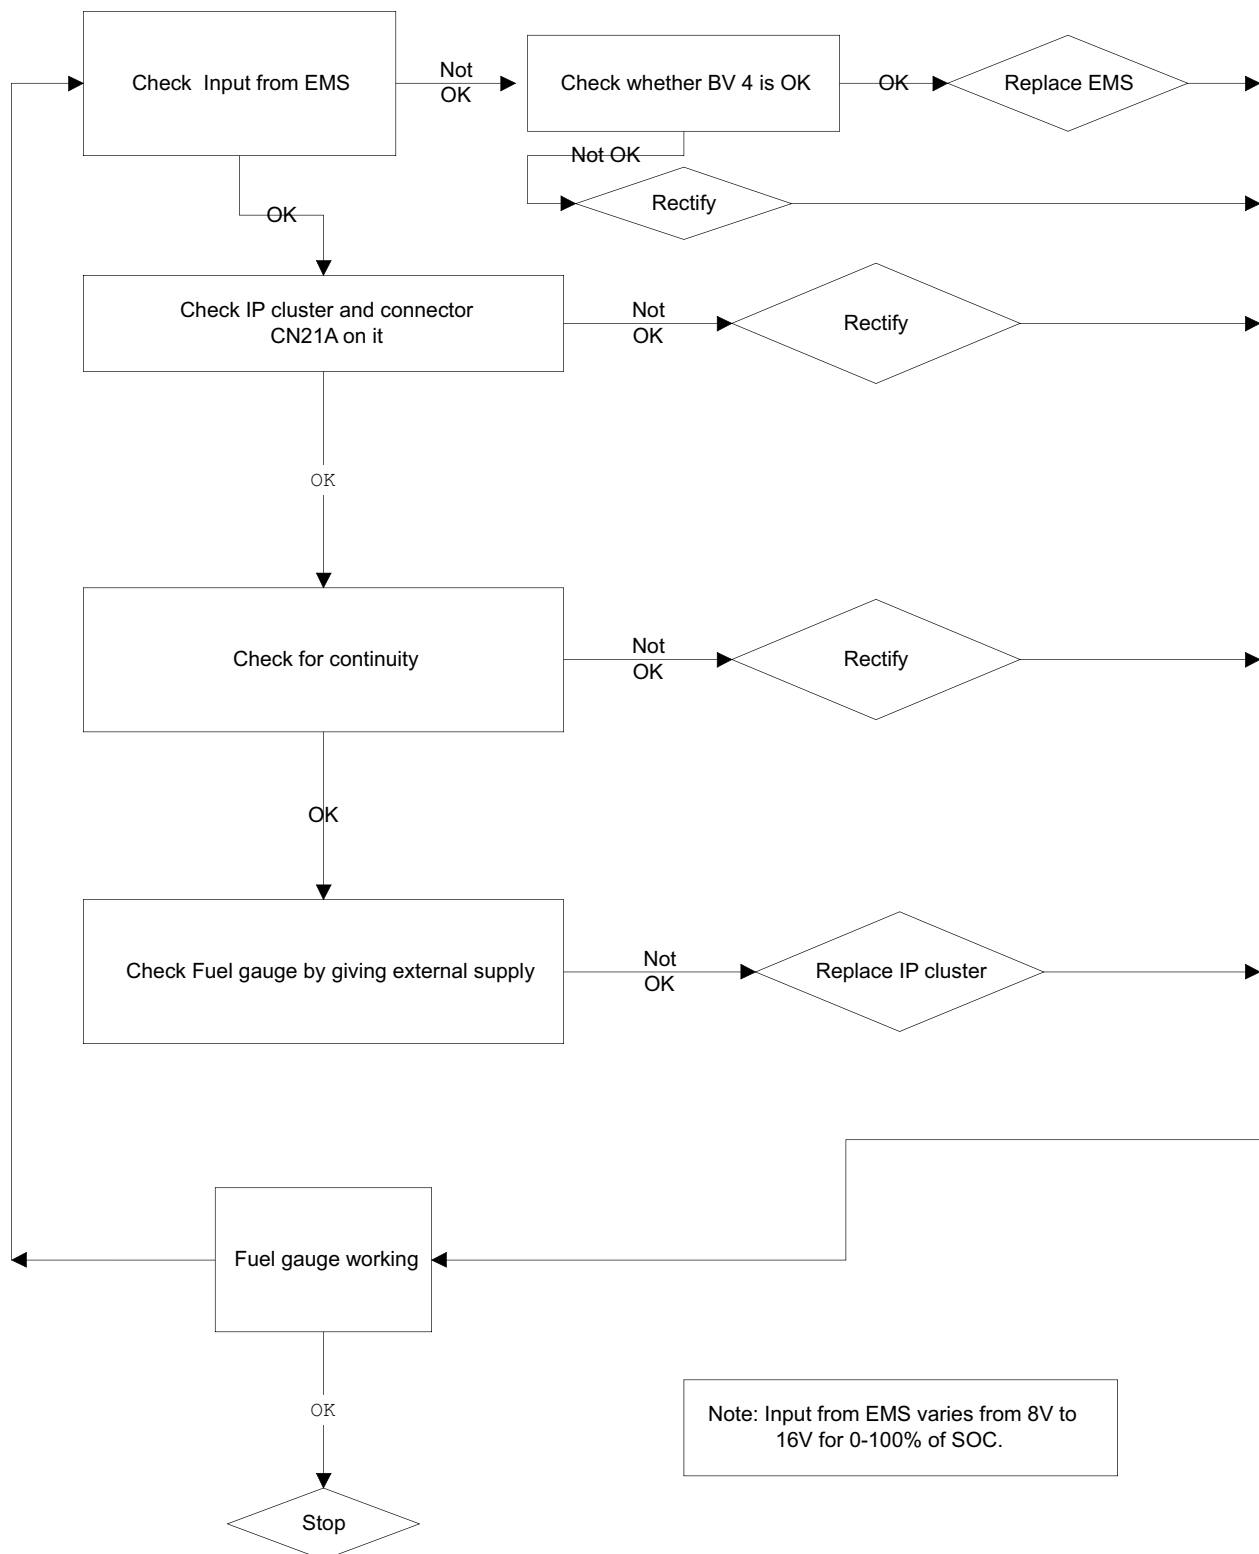 Check Input from EMS
Not
OK
Check whether BV 4 is OK
OK
Replace EMS
Not OK
Rectify
OK
Check IP cluster and connector
CN21A on it
Not
OK
Rectify
OK
Check for continuity
Not
OK
Rectify
OK
Check Fuel gauge by giving external supply
Not
OK
Replace IP cluster
Fuel gauge working
OK
Note: Input from EMS varies from 8V to
16V for 0-100% of SOC.
Stop